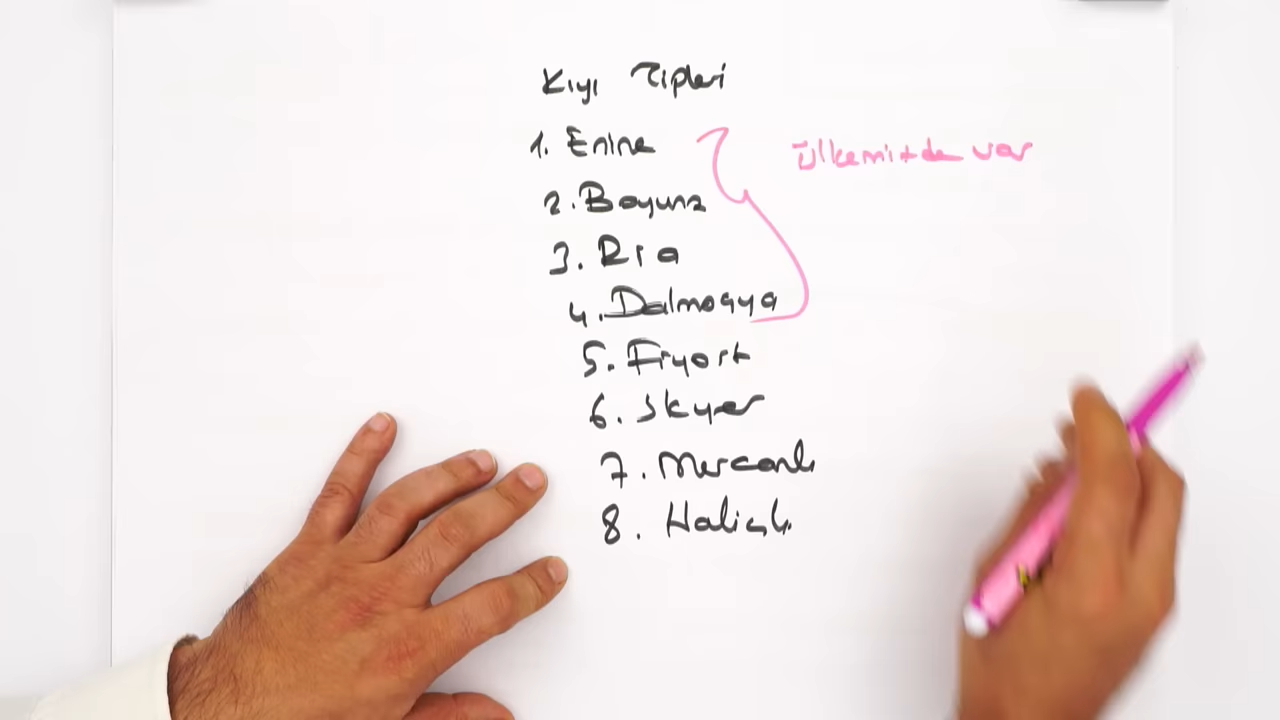 Kıyı Tipleri
1. Enine
ülkemizde var
2. Boyuna
3. Ria
4. Dalmaçya
5. Fiyort
6. Skyer
7. Mercanlı
8. Haliçli